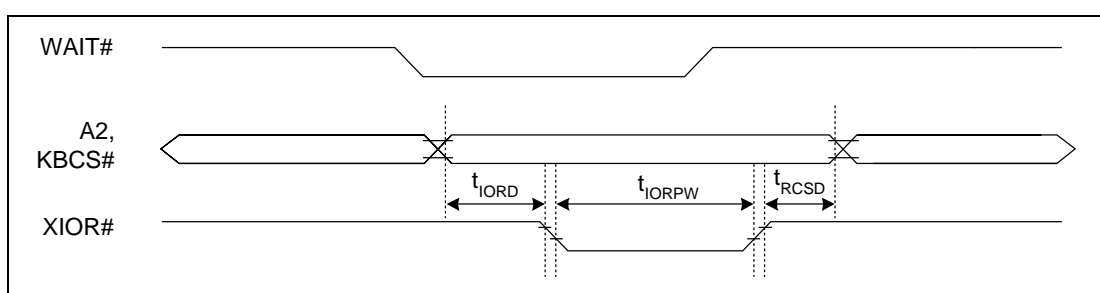 WAIT#
A2,
KBCS#
tIORD
tIORPW
tRCSD
XIOR#